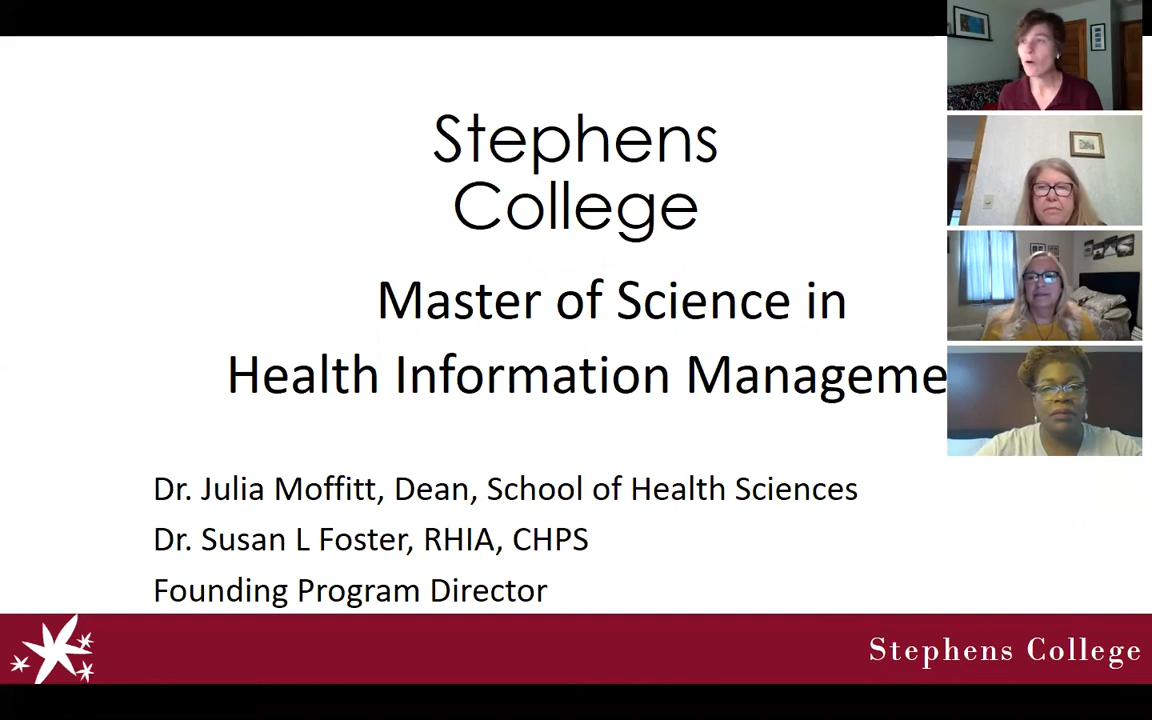 Stephens
College
Master of Science in
Health Information Manageme
Dr. Julia Moffitt, Dean, School of Health Sciences
Dr. Susan L Foster, RHIA, CHPS
Founding Program Director
Stephens College